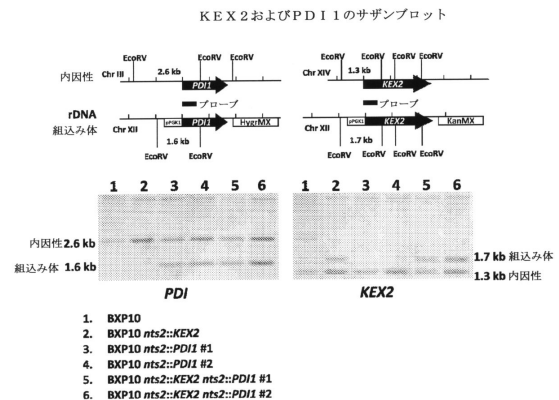 ＫＥＸ２およびＰＤＩ１のサザンブロット
EcoRV EcoRV EcoRV
内因性 Chr III 2.6 kb PDI1
プローブ
rDNA
組込み体 Chr XII pPGK1 PDI1 HygrMX
1.6 kb
EcoRV EcoRV
EcoRV EcoRV EcoRV EcoRV
Chr XIV 1.3 kb KEX2
プローブ
Chr XII pPGK1 KEX2 KanMX
1.7 kb
EcoRV EcoRV EcoRV EcoRV
1 2 3 4 5 6
内因性 2.6 kb
組込み体 1.6 kb
PDI
1 2 3 4 5 6
1.7 kb 組込み体
1.3 kb 内因性
KEX2
1. BXP10
2. BXP10 nts2::KEX2
3. BXP10 nts2::PDI1 #1
4. BXP10 nts2::PDI1 #2
5. BXP10 nts2::KEX2 nts2::PDI1 #1
6. BXP10 nts2::KEX2 nts2::PDI1 #2